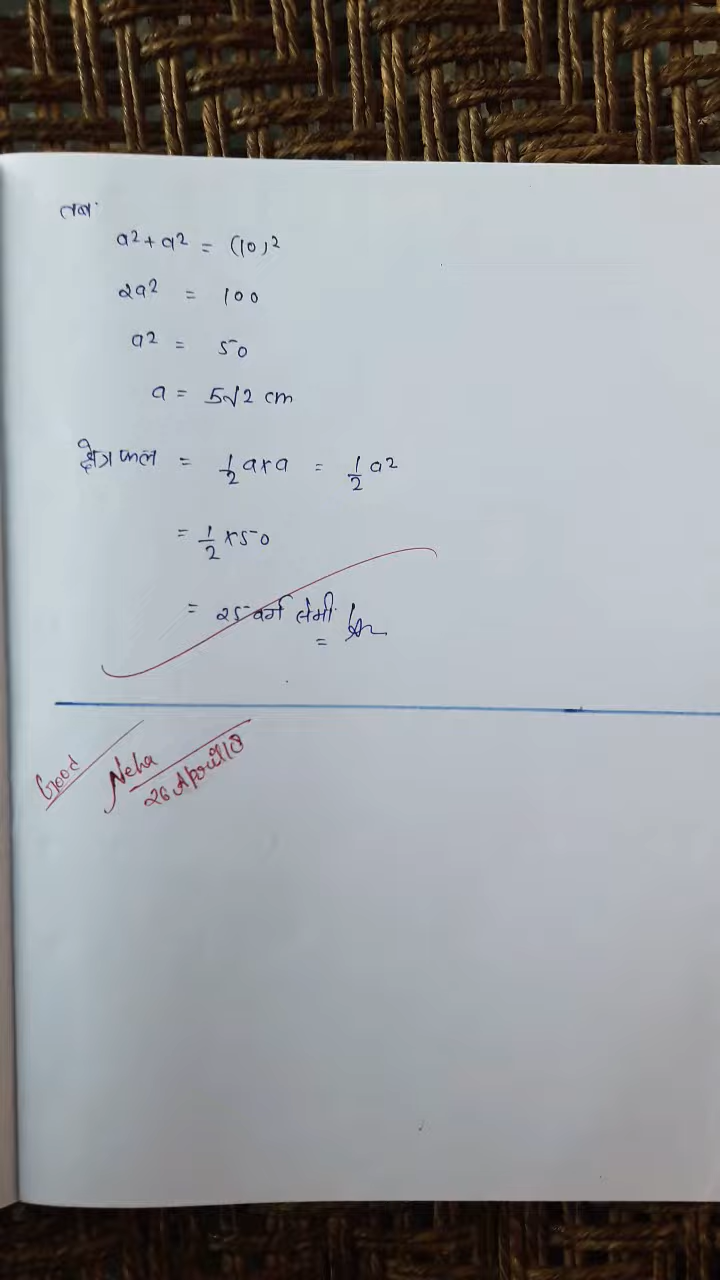 तब
a² + a² = (10)²
2a² = 100
a² = 50
a = 5√2 cm
क्षेत्रफल = 1/2 a×a = 1/2 a²
= 1/2 × 50
= 25 वर्ग सेमी Ans
Good
Neha
26 April 18